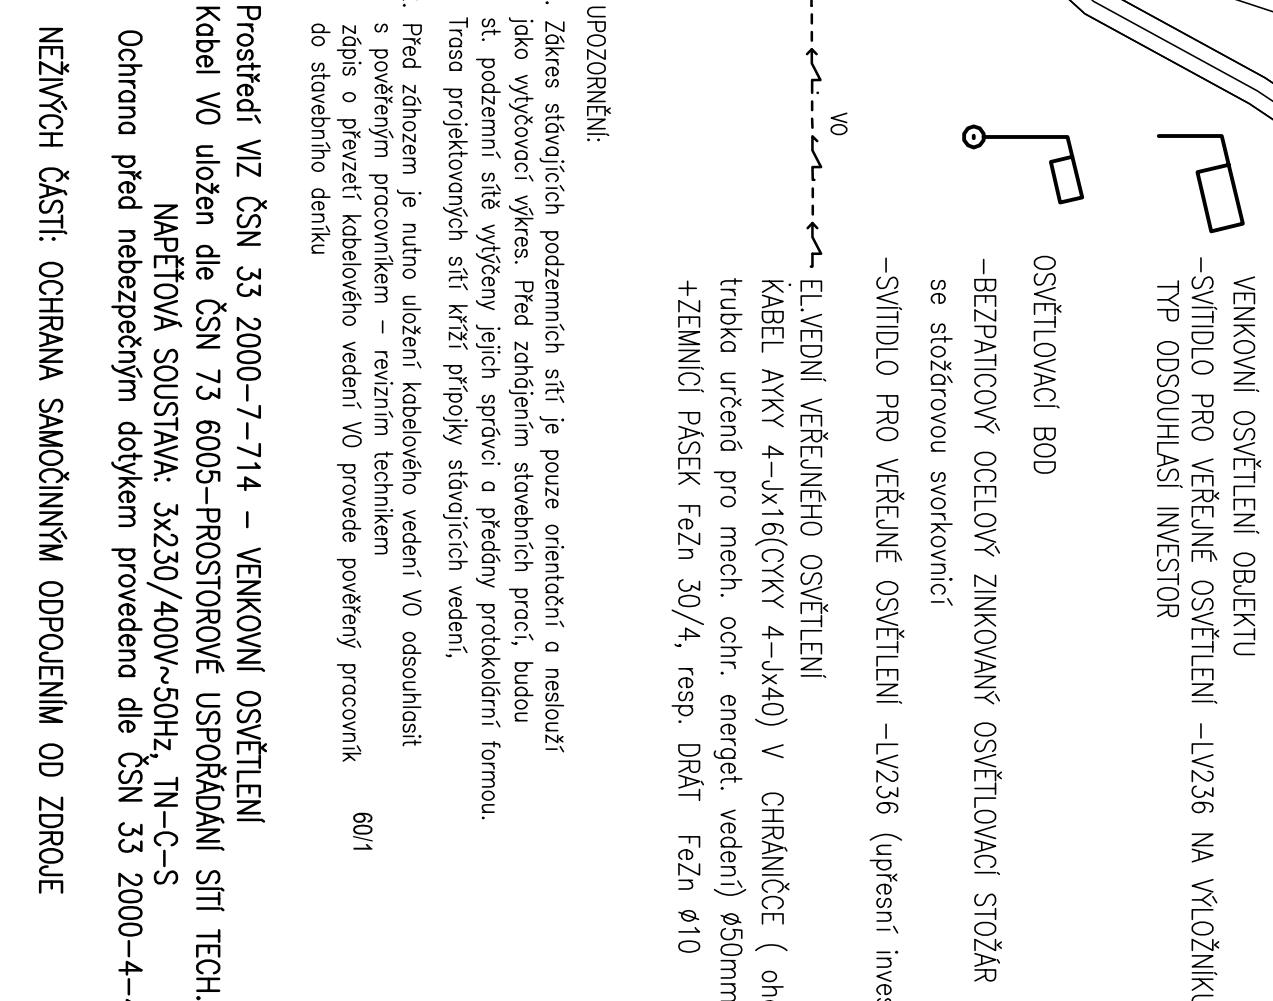 VENKOVNÍ OSVĚTLENÍ OBJEKTU
–SVÍTIDLO PRO VEŘEJNÉ OSVĚTLENÍ –LV236 NA VÝLOŽNÍKU
TYP ODSOUHLASÍ INVESTOR
OSVĚTLOVACÍ BOD
–BEZPATICOVÝ OCELOVÝ ZINKOVANÝ OSVĚTLOVACÍ STOŽÁR
se stožárovou svorkovnicí
–SVÍTIDLO PRO VEŘEJNÉ OSVĚTLENÍ –LV236 (upřesní inves
VO
EL.VEDNÍ VEŘEJNÉHO OSVĚTLENÍ
KABEL AYKY 4–Jx16(CYKY 4–Jx40) V CHRÁNIČCE ( ohe
trubka určená pro mech. ochr. energet. vedení) ø50mm
+ZEMNÍCÍ PÁSEK FeZn 30/4, resp. DRÁT FeZn ø10
UPOZORNĚNÍ:
. Zákres stávajících podzemních sítí je pouze orientační a neslouží
jako vytyčovací výkres. Před zahájením stavebních prací, budou
st. podzemní sítě vytýčeny jejich správci a předány protokolární formou.
Trasa projektovaných sítí kříží přípojky stávajících vedení,
. Před záhozem je nutno uložení kabelového vedení VO odsouhlasit
s pověřeným pracovníkem – revizním technikem
zápis o převzetí kabelového vedení VO provede pověřený pracovník
do stavebního deníku
60/1
Prostředí VIZ ČSN 33 2000–7–714 – VENKOVNÍ OSVĚTLENÍ
Kabel VO uložen dle ČSN 73 6005–PROSTOROVÉ USPOŘÁDÁNÍ SÍTÍ TECH.
NAPĚŤOVÁ SOUSTAVA: 3x230/400V~50Hz, TN–C–S
Ochrana před nebezpečným dotykem provedena dle ČSN 33 2000–4–
NEŽIVÝCH ČÁSTÍ: OCHRANA SAMOČINNÝM ODPOJENÍM OD ZDROJE